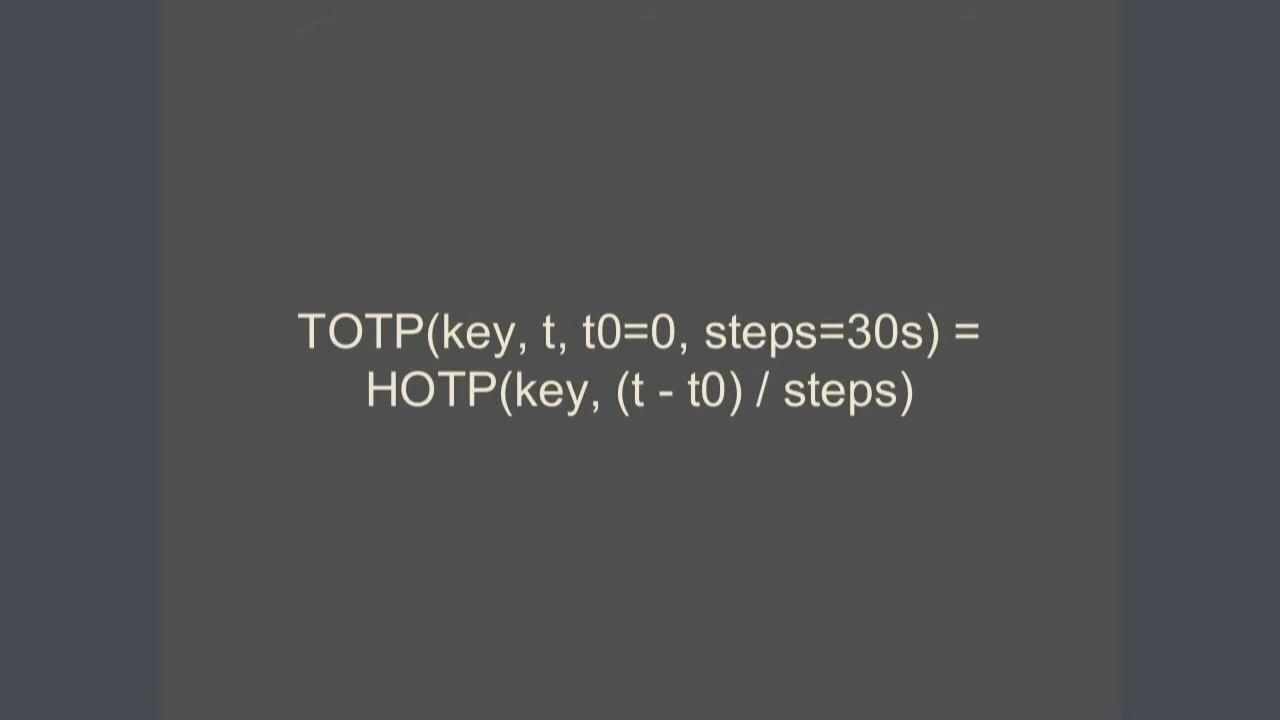 TOTP(key, t, t0=0, steps=30s) =
HOTP(key, (t - t0) / steps)